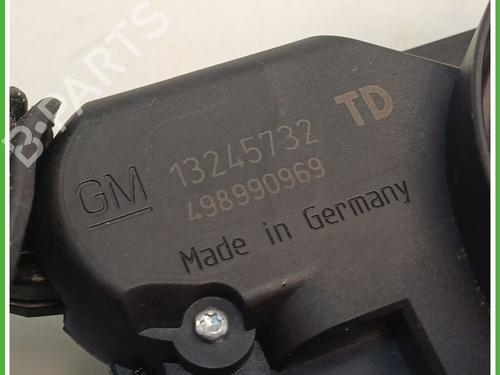 B-PARTS
TD
13245732
GM
498990969
Made in Germany